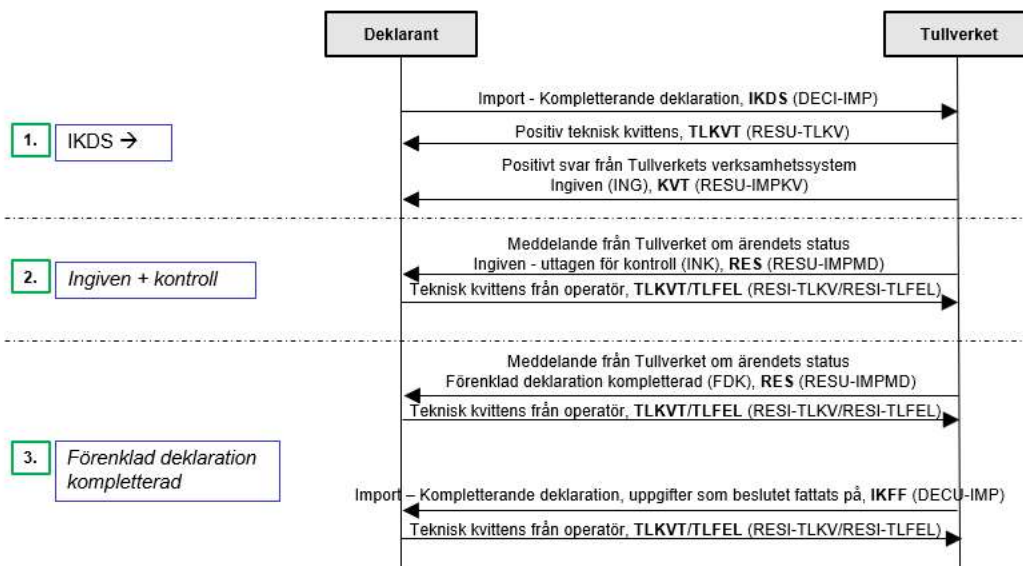 Deklarant
Tullverket
Import - Kompletterande deklaration, IKDS (DECI-IMP)
Positiv teknisk kvittens, TLKVT (RESU-TLKV)
1.
IKDS →
Positivt svar från Tullverkets verksamhetssystem
Ingiven (ING), KVT (RESU-IMPKV)
Meddelande från Tullverket om ärendets status
2.
Ingiven + kontroll
Ingiven - uttagen för kontroll (INK), RES (RESU-IMPMD)
Teknisk kvittens från operatör, TLKVT/TLFEL (RESI-TLKV/RESI-TLFEL)
Meddelande från Tullverket om ärendets status
Förenklad deklaration kompletterad (FDK), RES (RESU-IMPMD)
Teknisk kvittens från operatör, TLKVT/TLFEL (RESI-TLKV/RESI-TLFEL)
3.
Förenklad deklaration
kompletterad
Import – Kompletterande deklaration, uppgifter som beslutet fattats på, IKFF (DECU-IMP)
Teknisk kvittens från operatör, TLKVT/TLFEL (RESI-TLKV/RESI-TLFEL)